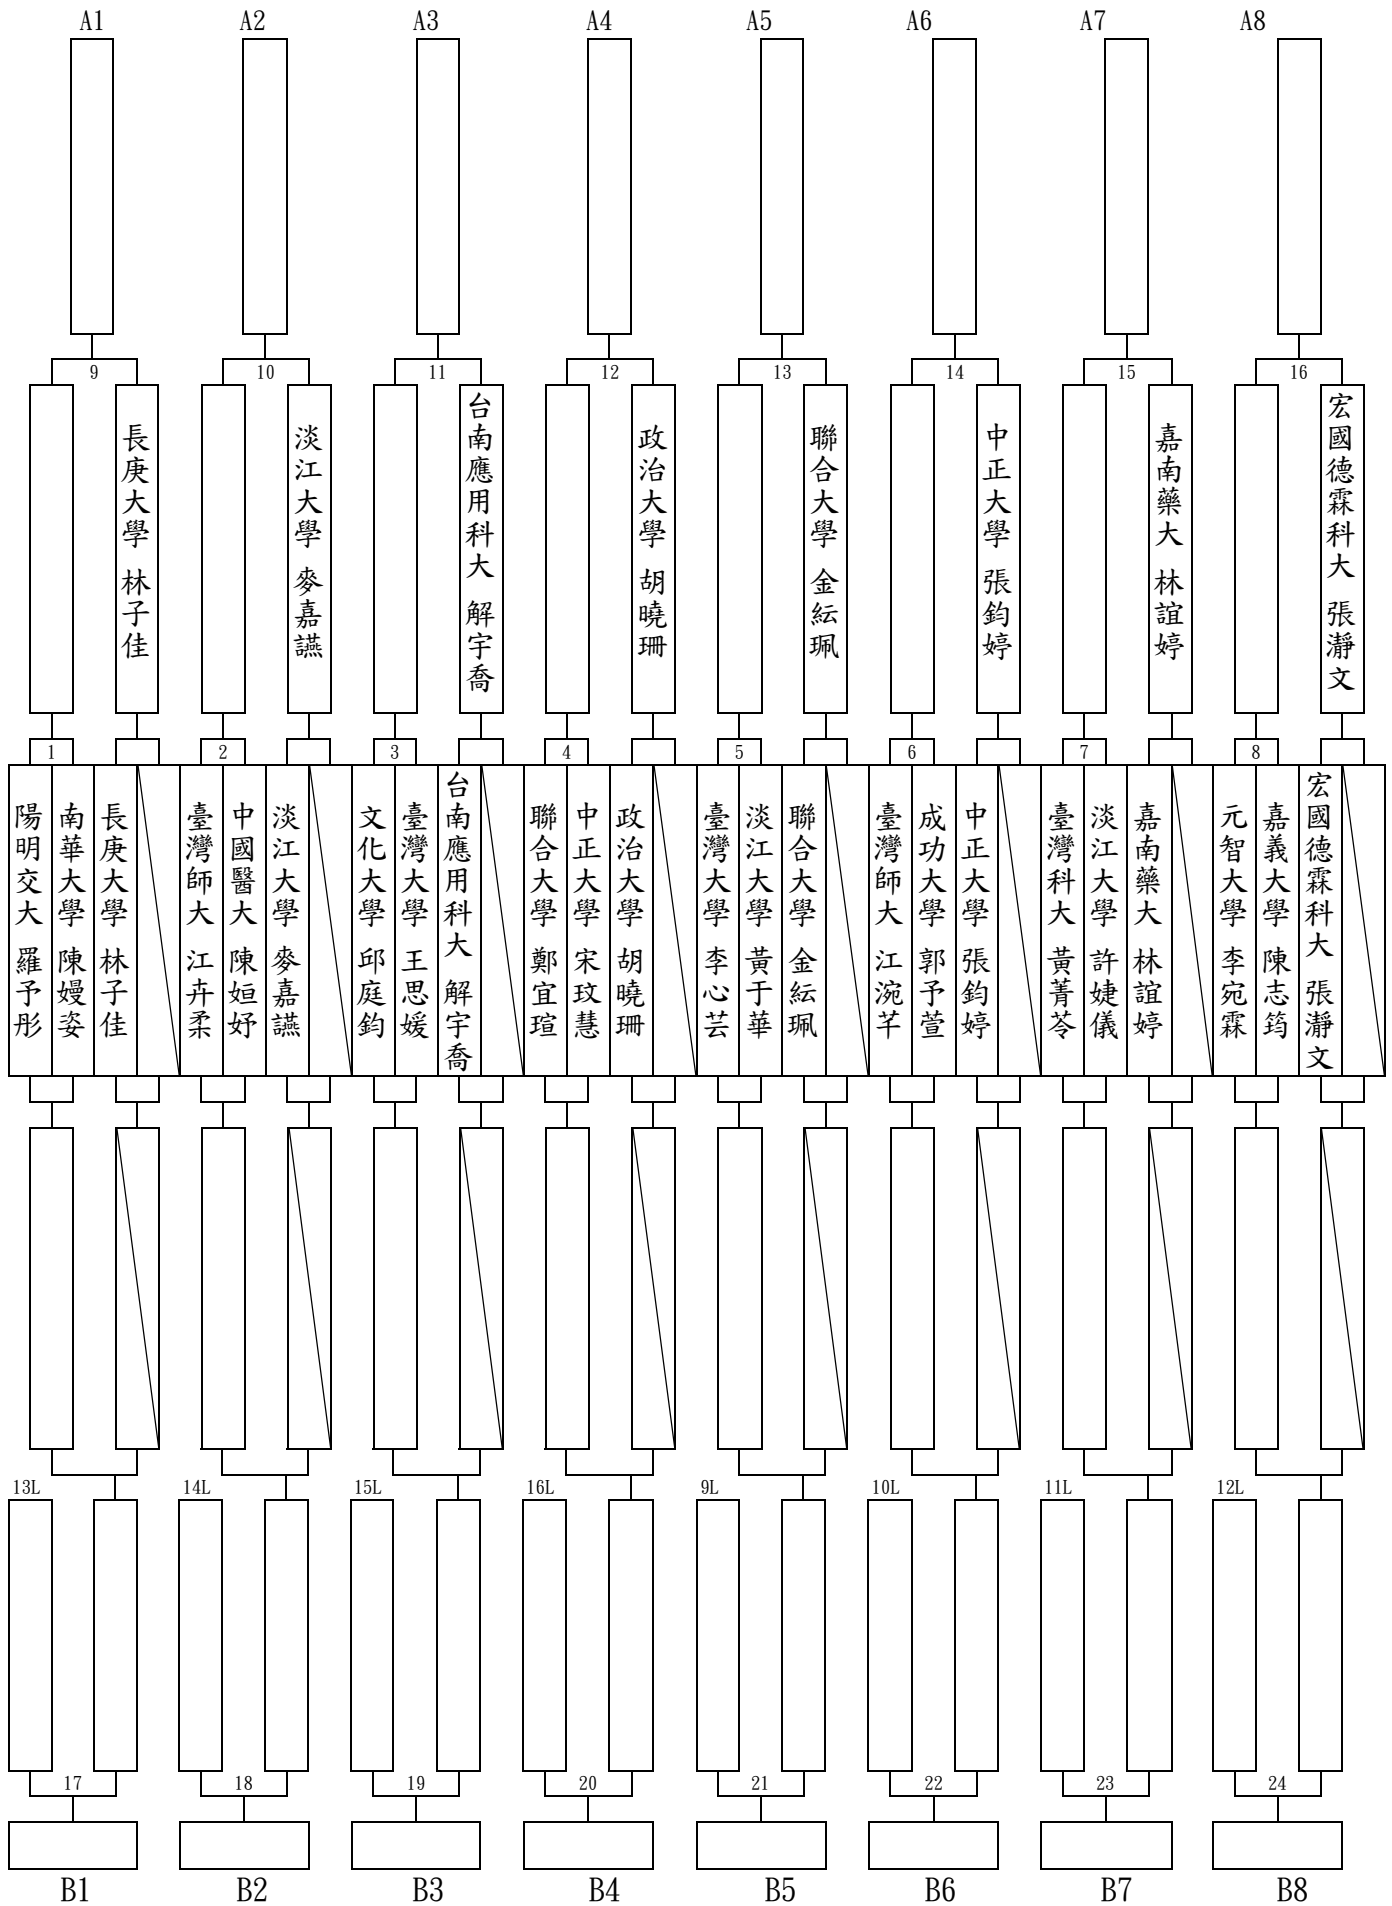 A1
A2
A3
A4
A5
A6
A7
A8
9
10
11
12
13
14
15
16
長庚大學 林子佳
淡江大學 麥嘉讌
台南應用科大 解宇喬
政治大學 胡曉珊
聯合大學 金紜珮
中正大學 張鈞婷
嘉南藥大 林誼婷
宏國德霖科大 張瀞文
1
2
3
4
5
6
7
8
陽明交大 羅予彤
南華大學 陳嫚姿
長庚大學 林子佳
臺灣師大 江卉柔
中國醫大 陳姮妤
淡江大學 麥嘉讌
文化大學 邱庭鈞
臺灣大學 王思媛
台南應用科大 解宇喬
聯合大學 鄭宜瑄
中正大學 宋玟慧
政治大學 胡曉珊
臺灣大學 李心芸
淡江大學 黃于華
聯合大學 金紜珮
臺灣師大 江涴芊
成功大學 郭予萱
中正大學 張鈞婷
臺灣科大 黃菁苓
淡江大學 許婕儀
嘉南藥大 林誼婷
元智大學 李宛霖
嘉義大學 陳志筠
宏國德霖科大 張瀞文
13L
14L
15L
16L
9L
10L
11L
12L
17
18
19
20
21
22
23
24
B1
B2
B3
B4
B5
B6
B7
B8